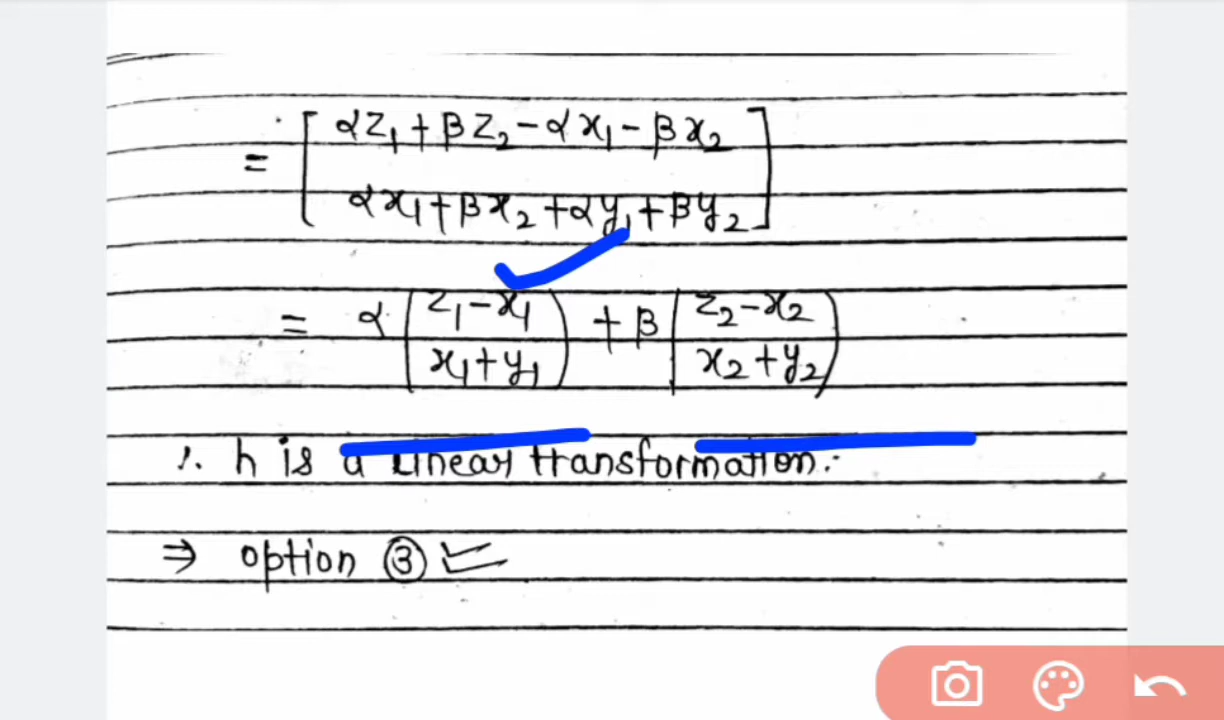 = [ αz₁ + βz₂ - αx₁ - βx₂
αx₁ + βx₂ + αy₁ + βy₂ ]
= α ( z₁ - x₁ ) + β ( z₂ - x₂ )
( x₁ + y₁ ) ( x₂ + y₂ )
∴ h is a linear transformation.
⇒ option ③ ✓